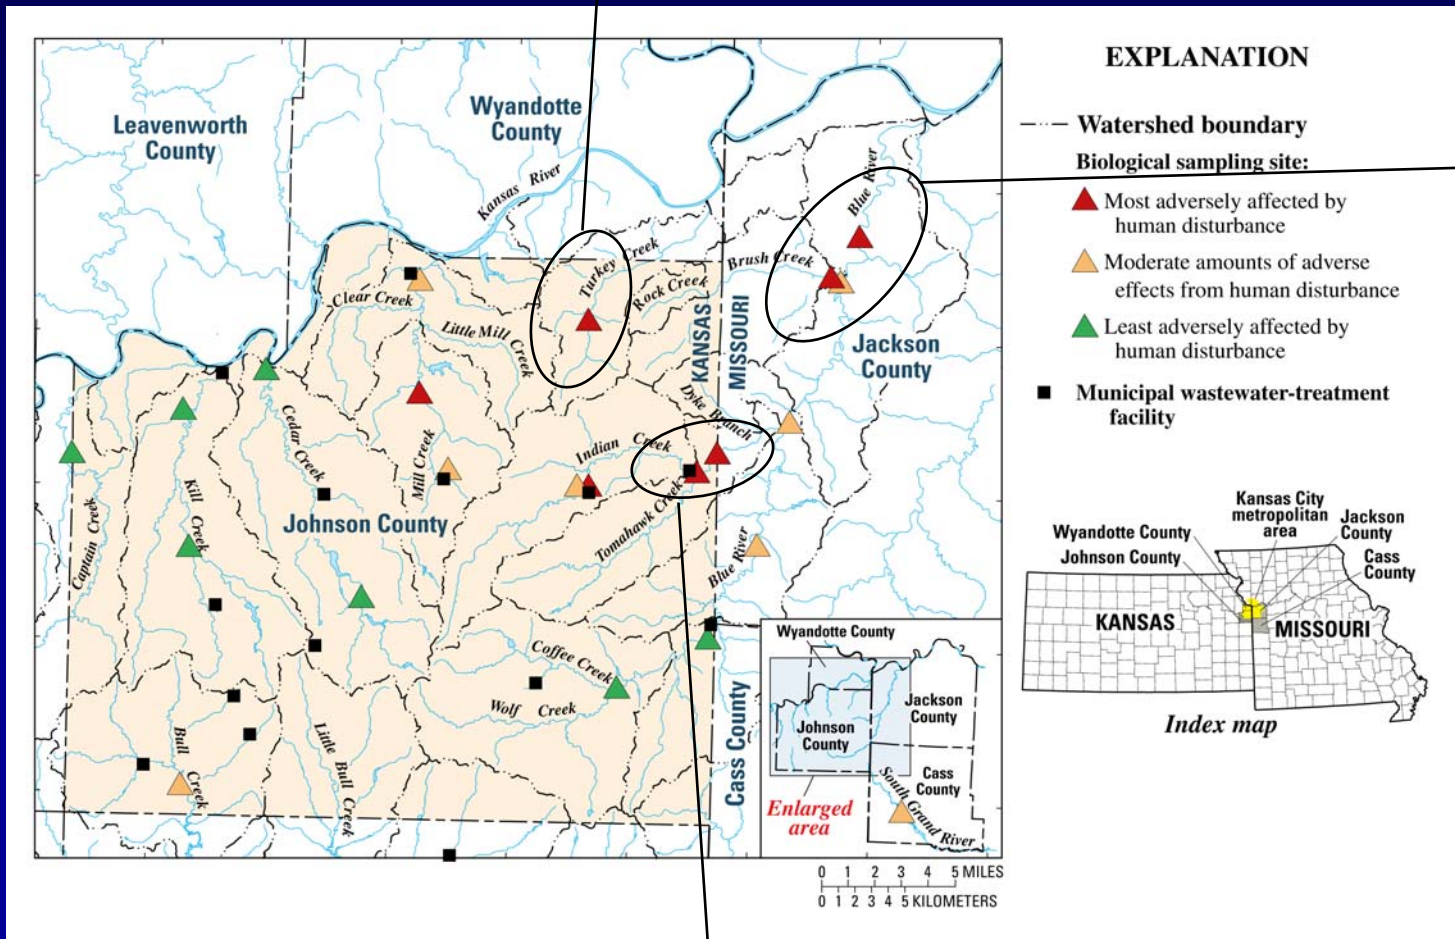 Leavenworth
County
Wyandotte
County
Kansas River
Blue River
Turkey Creek
Rock Creek
Brush Creek
Clear Creek
Little Mill Creek
KANSAS
MISSOURI
Jackson
County
Dyke Branch
Cedar Creek
Indian Creek
Mill Creek
Kill Creek
Captain Creek
Johnson County
Tomahawk Creek
Blue River
Coffee Creek
Wolf Creek
Bull Creek
Little Bull Creek
Cass County
Wyandotte County
Johnson
County
Jackson
County
Cass
County
South Grand River
Enlarged
area
0 1 2 3 4 5 MILES
0 1 2 3 4 5 KILOMETERS
EXPLANATION
Watershed boundary
Biological sampling site:
Most adversely affected by
human disturbance
Moderate amounts of adverse
effects from human disturbance
Least adversely affected by
human disturbance
Municipal wastewater-treatment
facility
Kansas City
metropolitan
area
Wyandotte County
Johnson County
Jackson
County
Cass
County
KANSAS
MISSOURI
Index map